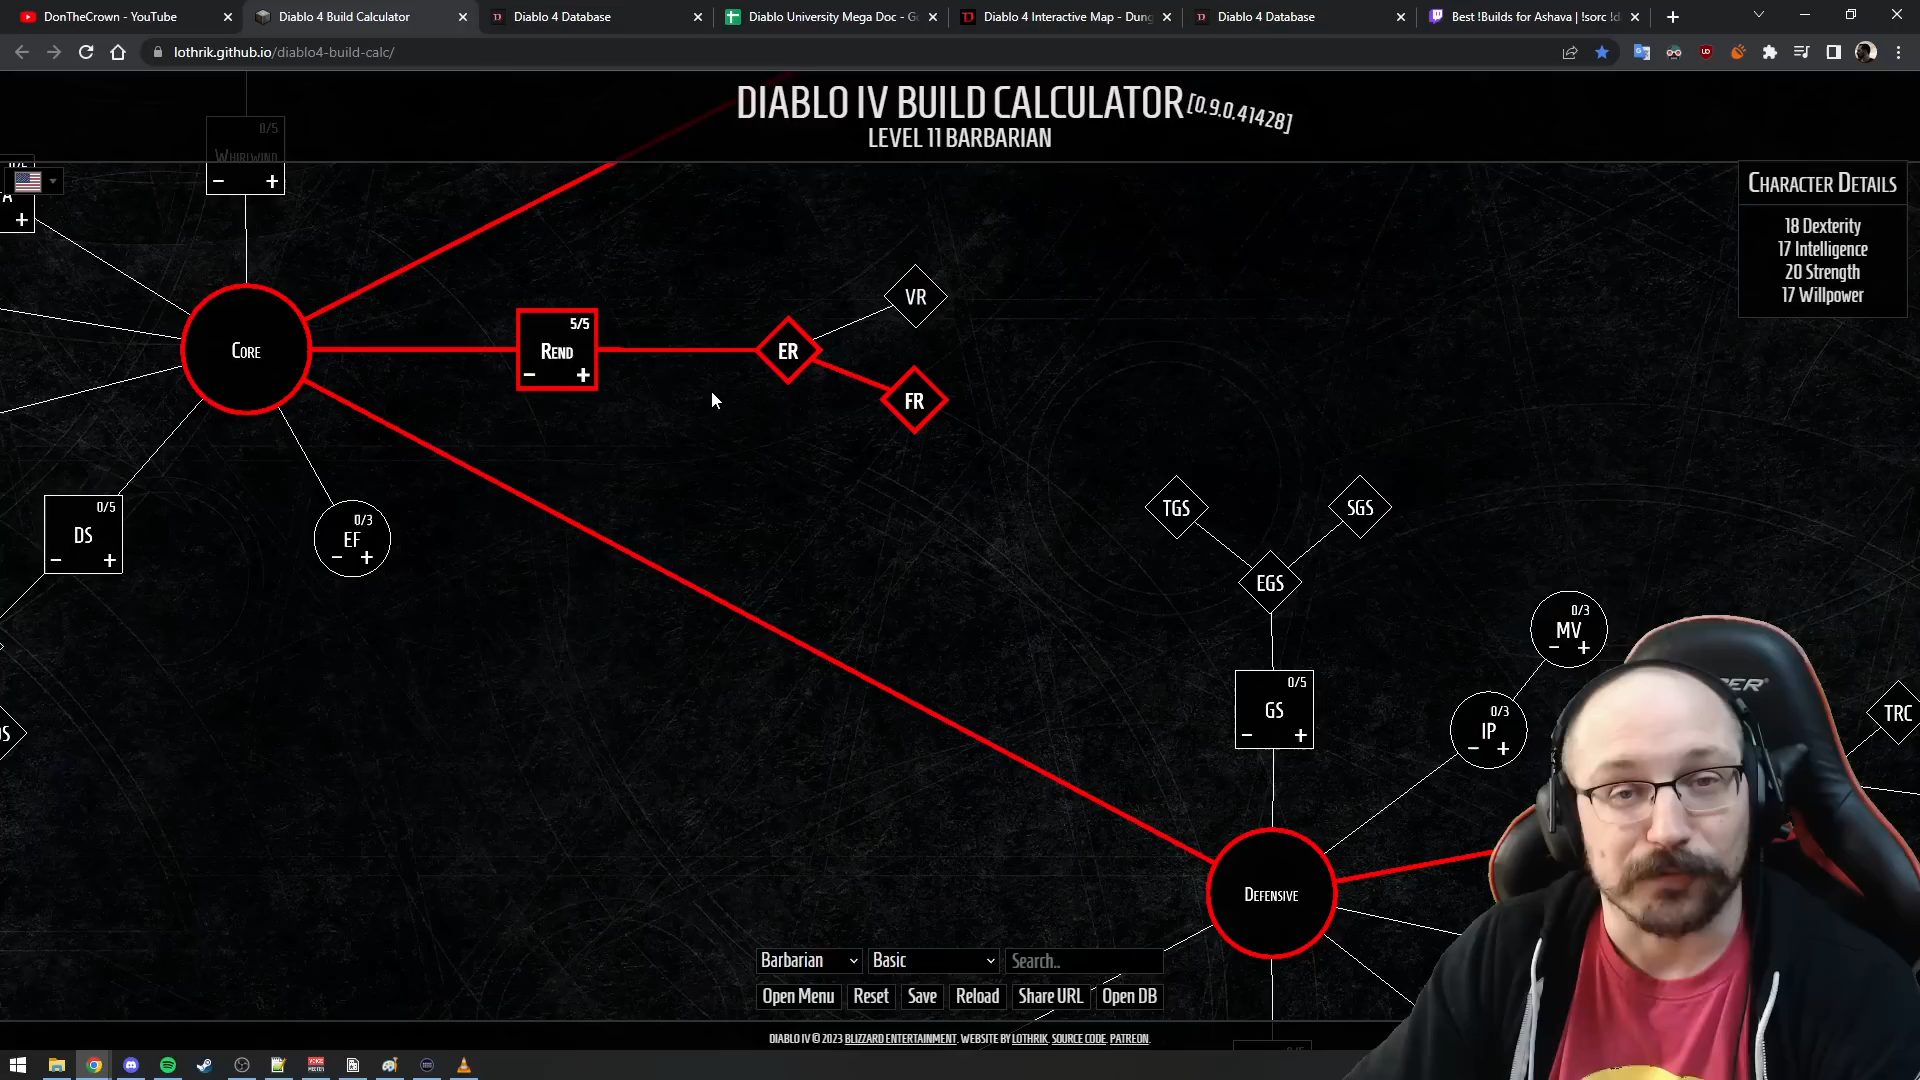 DonTheCrown - YouTube
Diablo 4 Build Calculator
Diablo 4 Database
Diablo University Mega Doc - Go
Diablo 4 Interactive Map - Dung
Diablo 4 Database
Best !Builds for Ashava | !sorc !d
lothrik.github.io/diablo4-build-calc/
DIABLO IV BUILD CALCULATOR [0.9.0.41428]
LEVEL 11 BARBARIAN
CHARACTER DETAILS
18 Dexterity
17 Intelligence
20 Strength
17 Willpower
0/5
WHIRLWIND
- +
+
CORE
5/5
REND
- +
ER
VR
FR
0/5
DS
- +
0/3
EF
- +
TGS
SGS
EGS
0/5
GS
- +
0/3
MV
- +
0/3
IP
- +
TRC
DEFENSIVE
Barbarian
Basic
Search..
Open Menu
Reset
Save
Reload
Share URL
Open DB
DIABLO IV © 2023 BLIZZARD ENTERTAINMENT. WEBSITE BY LOTHRIK. SOURCE CODE. PATREON.